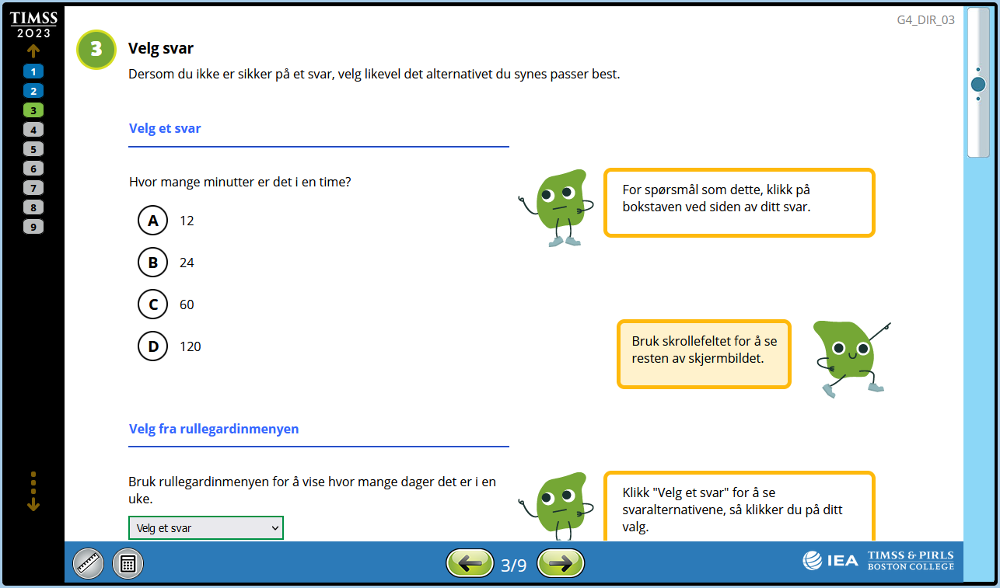 TIMSS
2023
1
2
3
4
5
6
7
8
9
G4_DIR_03
3
Velg svar
Dersom du ikke er sikker på et svar, velg likevel det alternativet du synes passer best.
Velg et svar
Hvor mange minutter er det i en time?
A 12
B 24
C 60
D 120
For spørsmål som dette, klikk på
bokstaven ved siden av ditt svar.
Bruk skrollefeltet for å se
resten av skjermbildet.
Velg fra rullegardinmenyen
Bruk rullegardinmenyen for å vise hvor mange dager det er i en
uke.
Velg et svar
Klikk "Velg et svar" for å se
svaralternativene, så klikker du på ditt
valg.
3/9
IEA
TIMSS & PIRLS
BOSTON COLLEGE